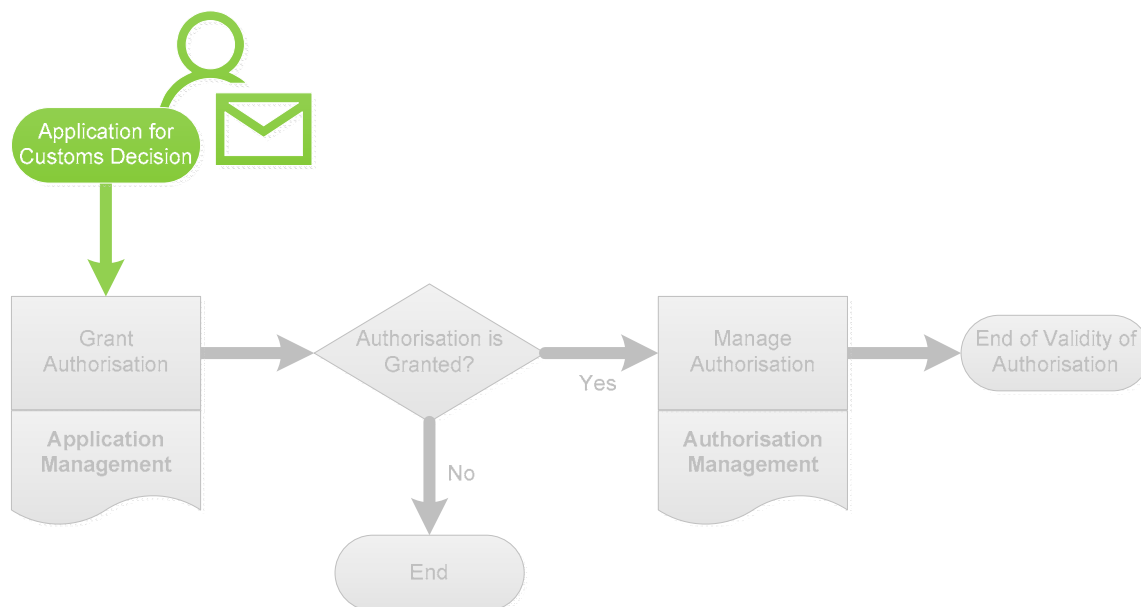 Application for
Customs Decision
Grant
Authorisation
Application
Management
Authorisation is
Granted?
Yes
No
End
Manage
Authorisation
Authorisation
Management
End of Validity of
Authorisation